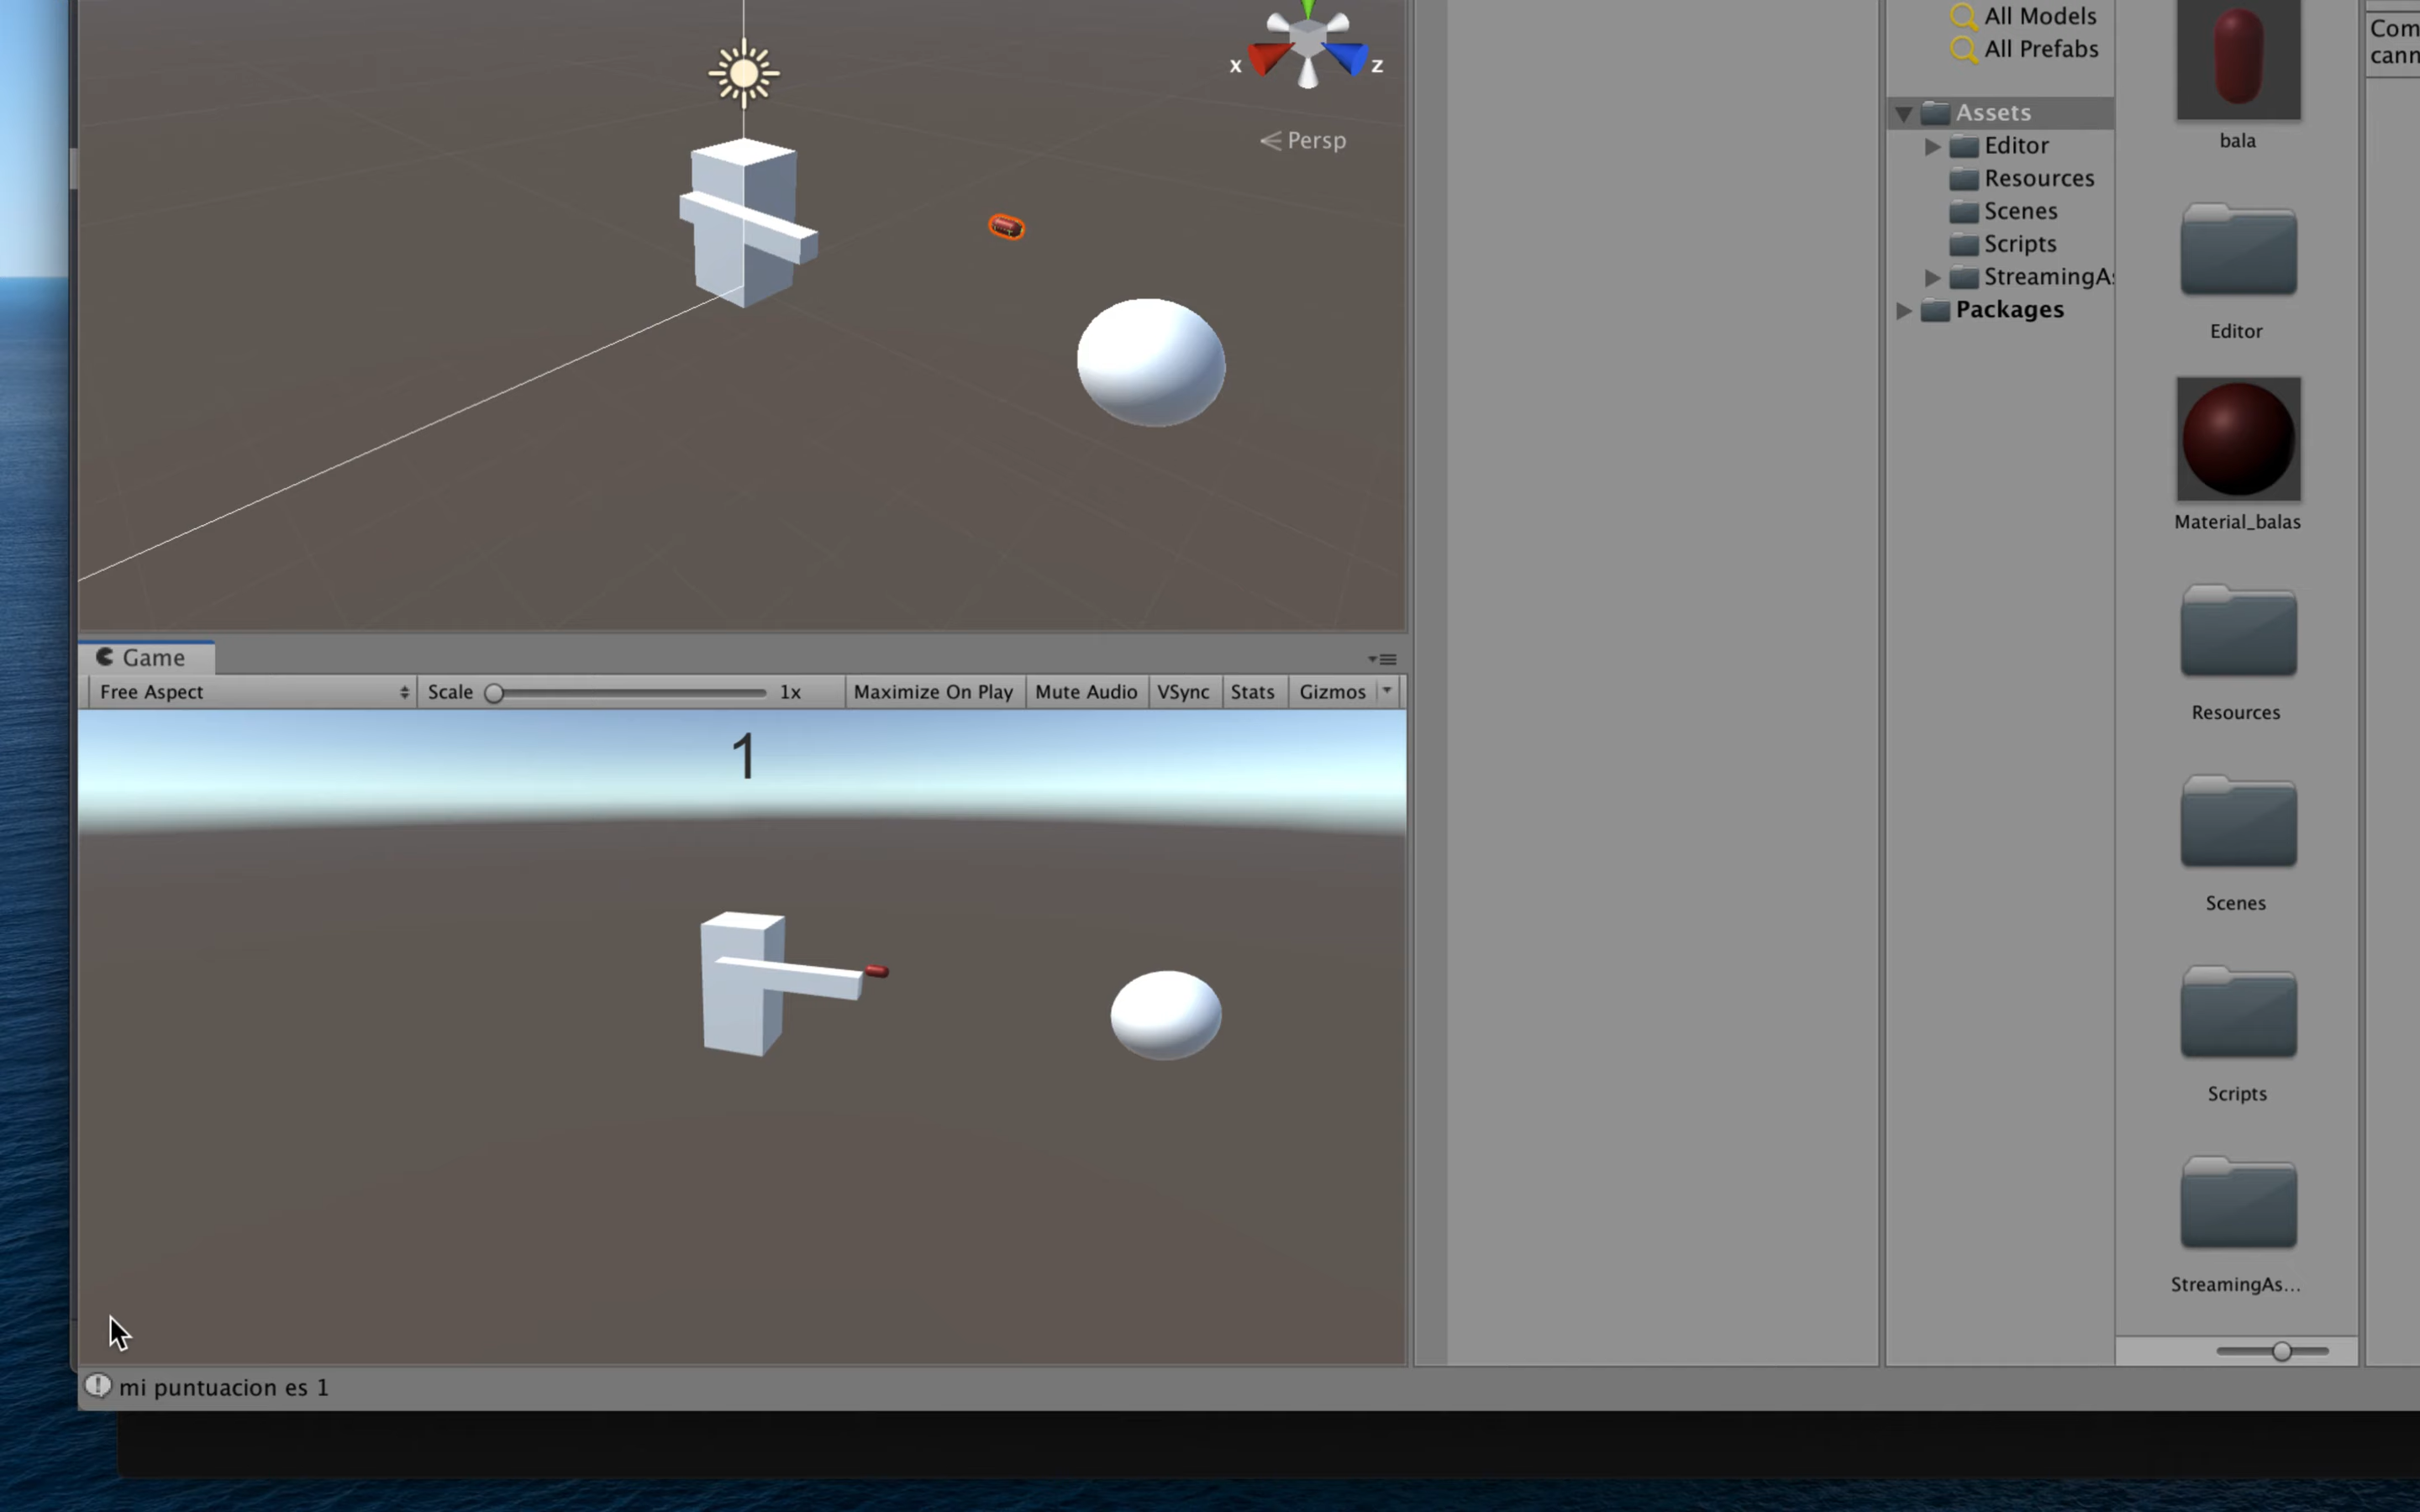 x
z
Persp
Game
Free Aspect
Scale
1x
Maximize On Play
Mute Audio
VSync
Stats
Gizmos
1
mi puntuacion es 1
All Models
All Prefabs
Assets
Editor
Resources
Scenes
Scripts
StreamingAs
Packages
bala
Editor
Material_balas
Resources
Scenes
Scripts
StreamingAs...
Com
cann